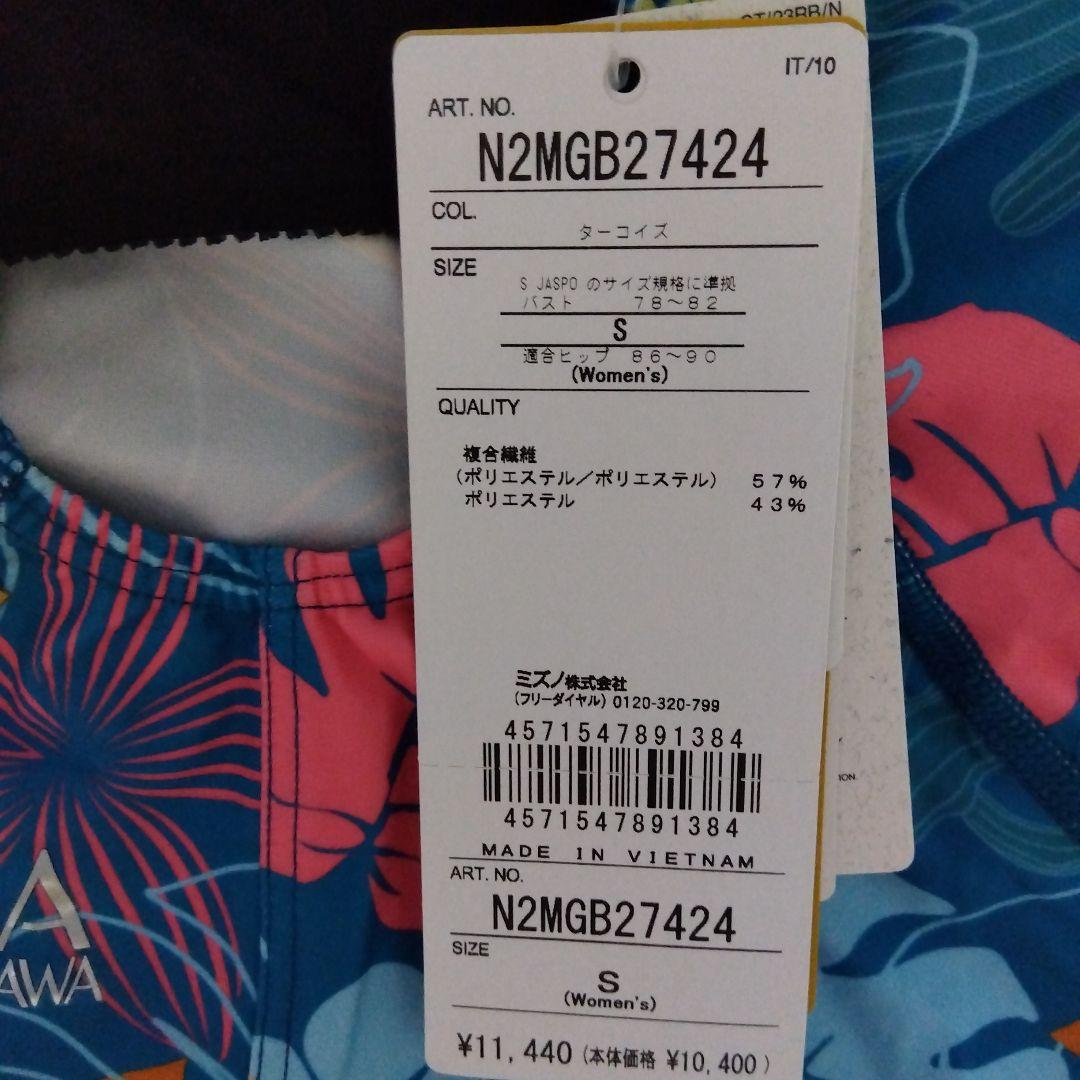 IT/10
ART. NO.
N2MGB27424
COL.
ターコイズ
SIZE
S JASPO のサイズ規格に準拠
バスト 78～82
S
適合ヒップ 86～90
(Women's)
QUALITY
複合繊維
(ポリエステル/ポリエステル) 57%
ポリエステル 43%
ミズノ株式会社
(フリーダイヤル) 0120-320-799
4571547891384
4571547891384
MADE IN VIETNAM
ART. NO.
N2MGB27424
SIZE
S
(Women's)
¥11,440 (本体価格 ¥10,400)
ION.
A
AWA